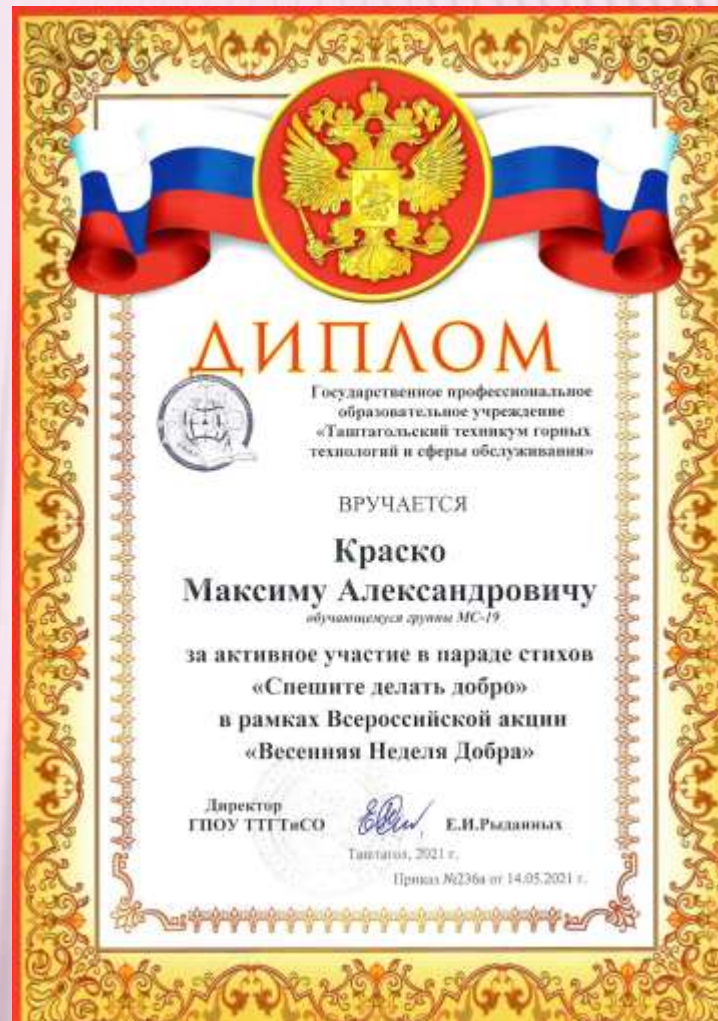 ДИПЛОМ
Государственное профессиональное
образовательное учреждение
«Таштагольский техникум горных
технологий и сферы обслуживания»
ВРУЧАЕТСЯ
Краско
Максиму Александровичу
обучающемуся группы МС-19
за активное участие в параде стихов
«Спешите делать добро»
в рамках Всероссийской акции
«Весенняя Неделя Добра»
Директор
ГПОУ ТТГТиСО
Е.И.Рыданных
Таштагол, 2021 г.
Приказ №236в от 14.05.2021 г.